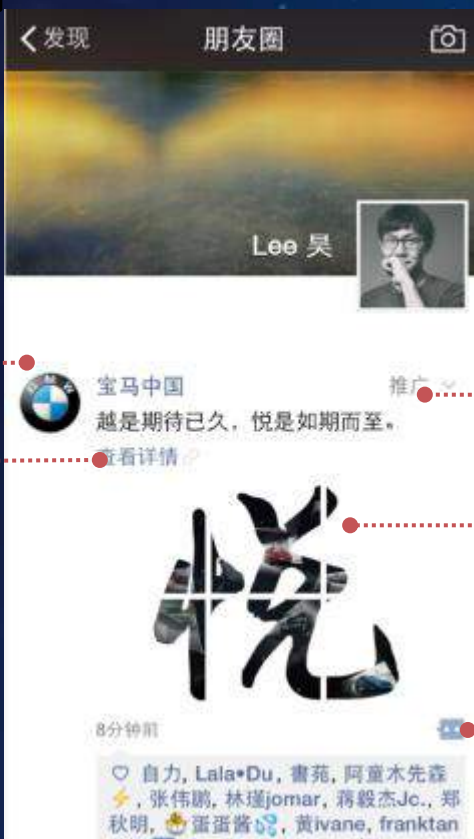 发现
朋友圈
Lee 吴
宝马中国
推广
越是期待已久，悦是如期而至。
查看详情
悦
8分钟前
自力, Lala•Du, 書苑, 阿童木先森
⚡, 张伟鹏, 林瑾jomar, 蒋毅杰Jc., 郑
秋明, 🐣蛋蛋酱💦, 黄ivane, franktan